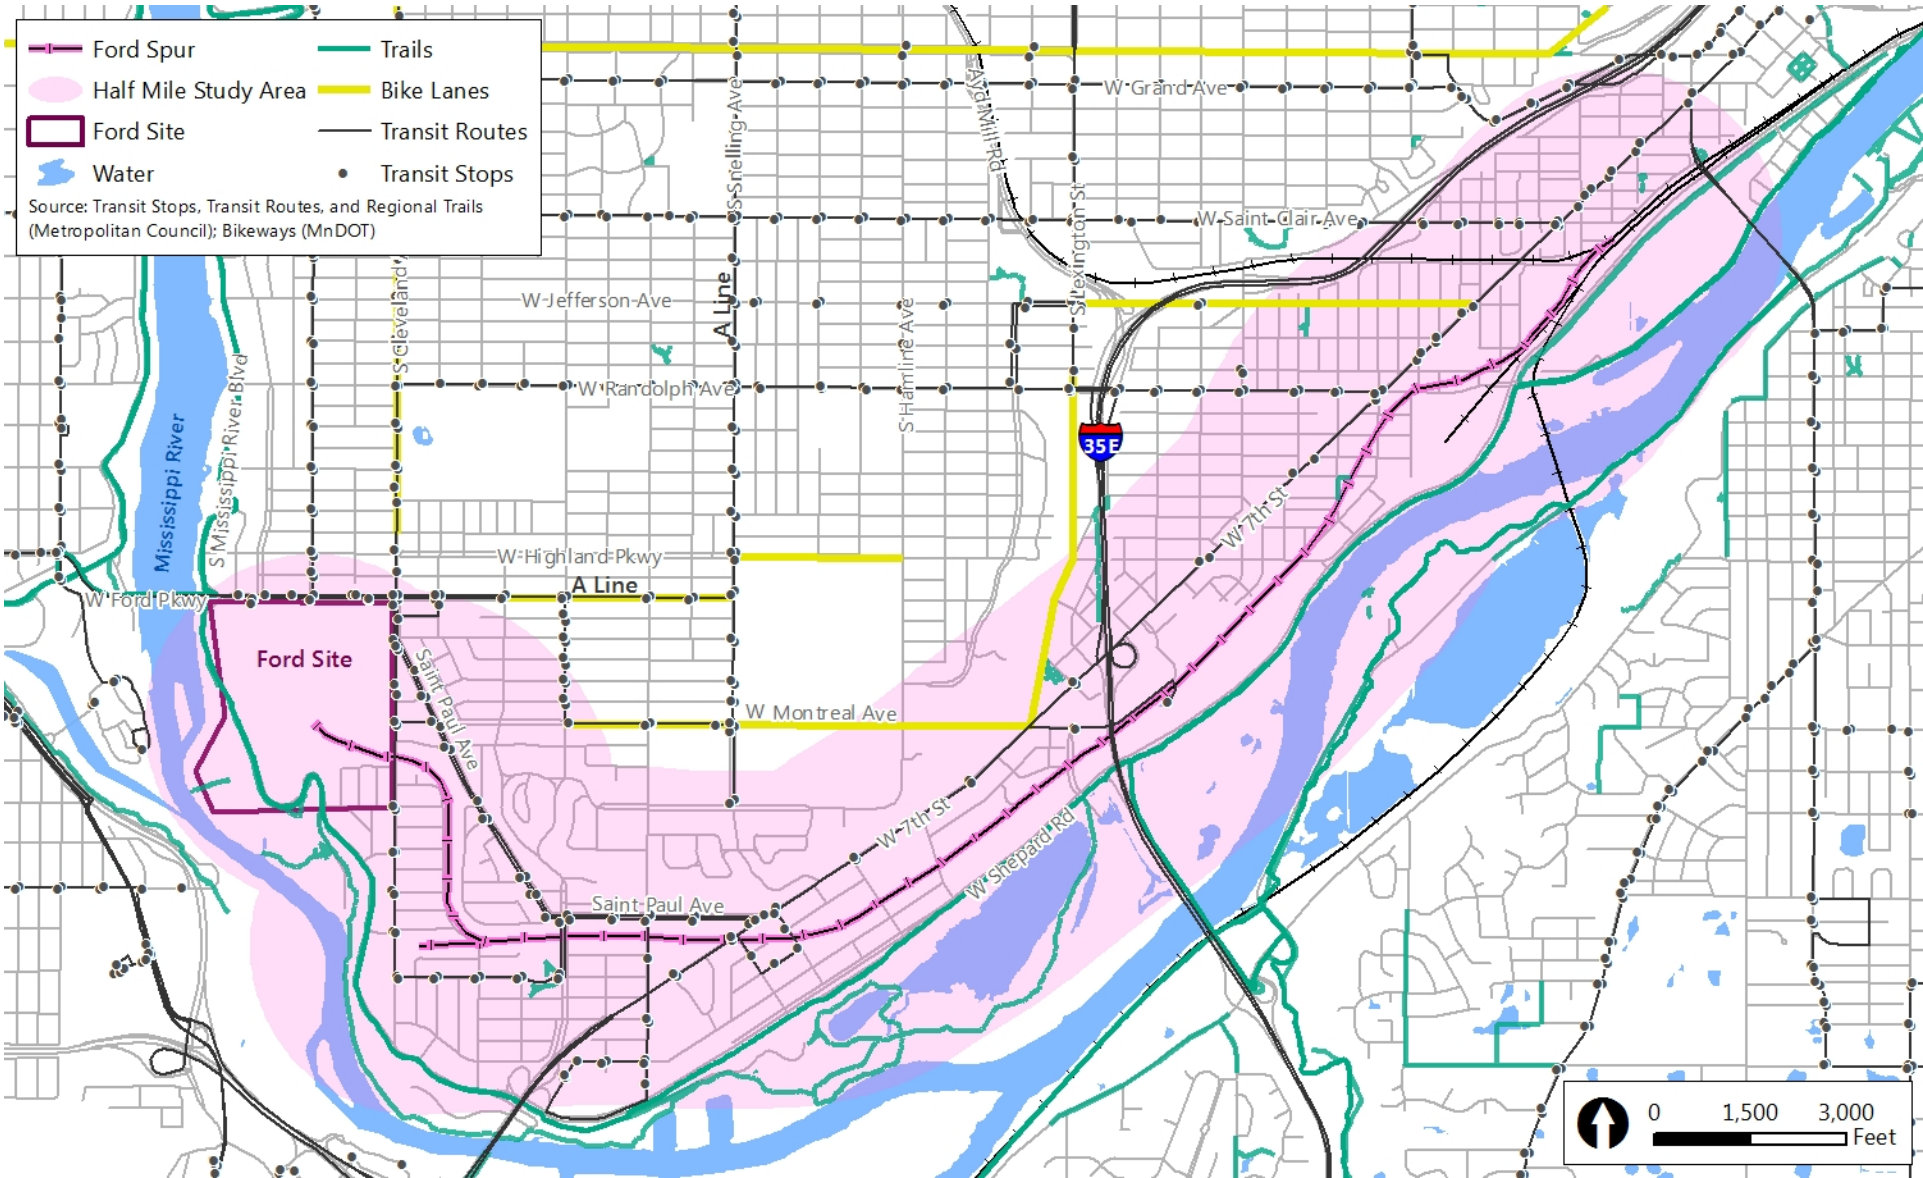 Ford Spur
Trails
Half Mile Study Area
Bike Lanes
Ford Site
Transit Routes
Water
Transit Stops
Source: Transit Stops, Transit Routes, and Regional Trails
(Metropolitan Council); Bikeways (MnDOT)
W Grand Ave
Ayd Mill Rd
S Snelling Ave
W Saint Clair Ave
S Lexington St
S Cleveland
W Jefferson Ave
A Line
S Hamline Ave
W Randolph Ave
S Mississippi River Blvd
Mississippi River
35E
W 7th St
W Highland Pkwy
A Line
W Ford Pkwy
Ford Site
Saint Paul Ave
W Montreal Ave
W 7th St
W Shepard Rd
Saint Paul Ave
0 1,500 3,000
Feet